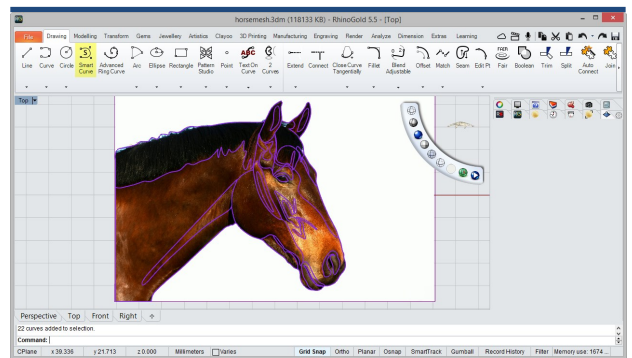 horsemesh.3dm (118133 KB) - RhinoGold 5.5 - [Top]
File Drawing Modelling Transform Gems Jewellery Artistics Clayoo 3D Printing Manufacturing Engraving Render Analyze Dimension Extras Learning
Line Curve Circle Smart Curve Advanced Ring Curve Arc Ellipse Rectangle Pattern Studio Point Text On Curve 2 Curves Extend Connect Close Curve Tangentially Fillet Blend Adjustable Offset Match Seam Edit Pt Fair Boolean Trim Split Auto Connect Join
Top
Perspective Top Front Right
22 curves added to selection.
Command:
CPlane x 39.336 y 21.713 z 0.000 Millimeters Varies Grid Snap Ortho Planar Osnap SmartTrack Gumball Record History Filter Memory use: 1674 ...